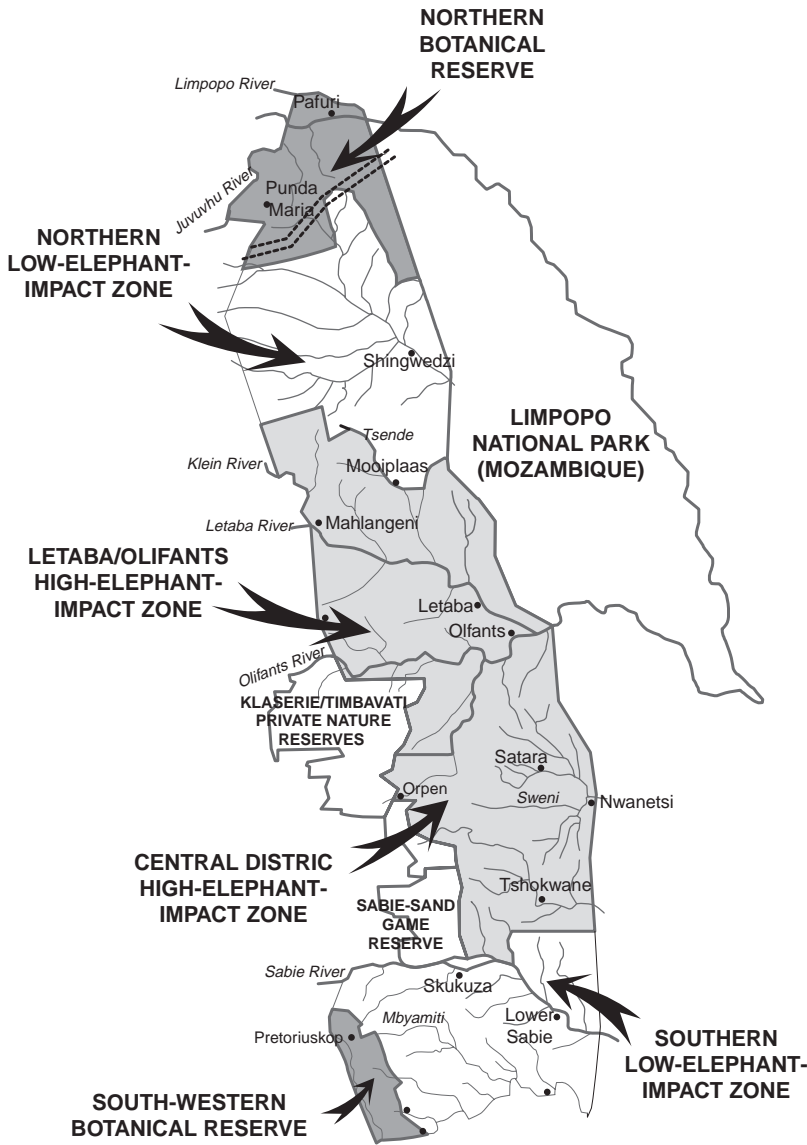 NORTHERN
BOTANICAL
RESERVE
Limpopo River
Pafuri
Juvuvhu River
Punda
Maria
NORTHERN
LOW-ELEPHANT-
IMPACT ZONE
Shingwedzi
LIMPOPO
NATIONAL PARK
(MOZAMBIQUE)
Tsende
Klein River
Mooiplaas
Letaba River
Mahlangeni
LETABA/OLIFANTS
HIGH-ELEPHANT-
IMPACT ZONE
Letaba
Olfants
Olifants River
KLASERIE/TIMBAVATI
PRIVATE NATURE
RESERVES
Satara
Orpen
Sweni
Nwanetsi
CENTRAL DISTRIC
HIGH-ELEPHANT-
IMPACT ZONE
Tshokwane
SABIE-SAND
GAME
RESERVE
Sabie River
Skukuza
Mbyamiti
Lower
Sabie
Pretoriuskop
SOUTHERN
LOW-ELEPHANT-
IMPACT ZONE
SOUTH-WESTERN
BOTANICAL RESERVE